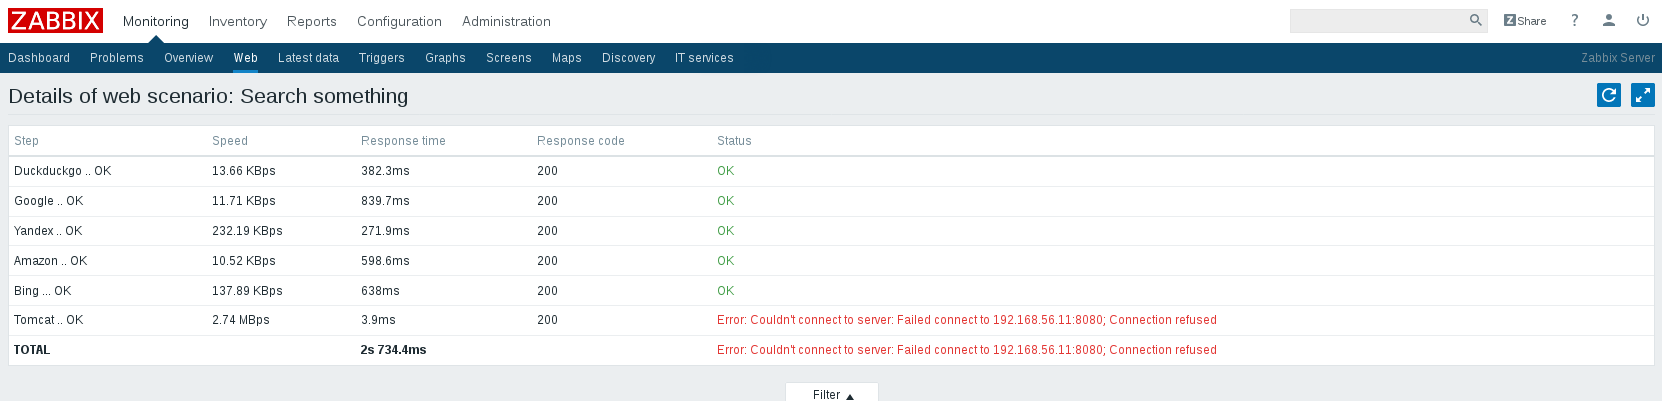 ZABBIX Monitoring Inventory Reports Configuration Administration Z Share ?
Dashboard Problems Overview Web Latest data Triggers Graphs Screens Maps Discovery IT services Zabbix Server
Details of web scenario: Search something
Step Speed Response time Response code Status
Duckduckgo .. OK 13.66 KBps 382.3ms 200 OK
Google .. OK 11.71 KBps 839.7ms 200 OK
Yandex .. OK 232.19 KBps 271.9ms 200 OK
Amazon .. OK 10.52 KBps 598.6ms 200 OK
Bing ... OK 137.89 KBps 638ms 200 OK
Tomcat .. OK 2.74 MBps 3.9ms 200 Error: Couldn't connect to server: Failed connect to 192.168.56.11:8080; Connection refused
TOTAL 2s 734.4ms Error: Couldn't connect to server: Failed connect to 192.168.56.11:8080; Connection refused
Filter